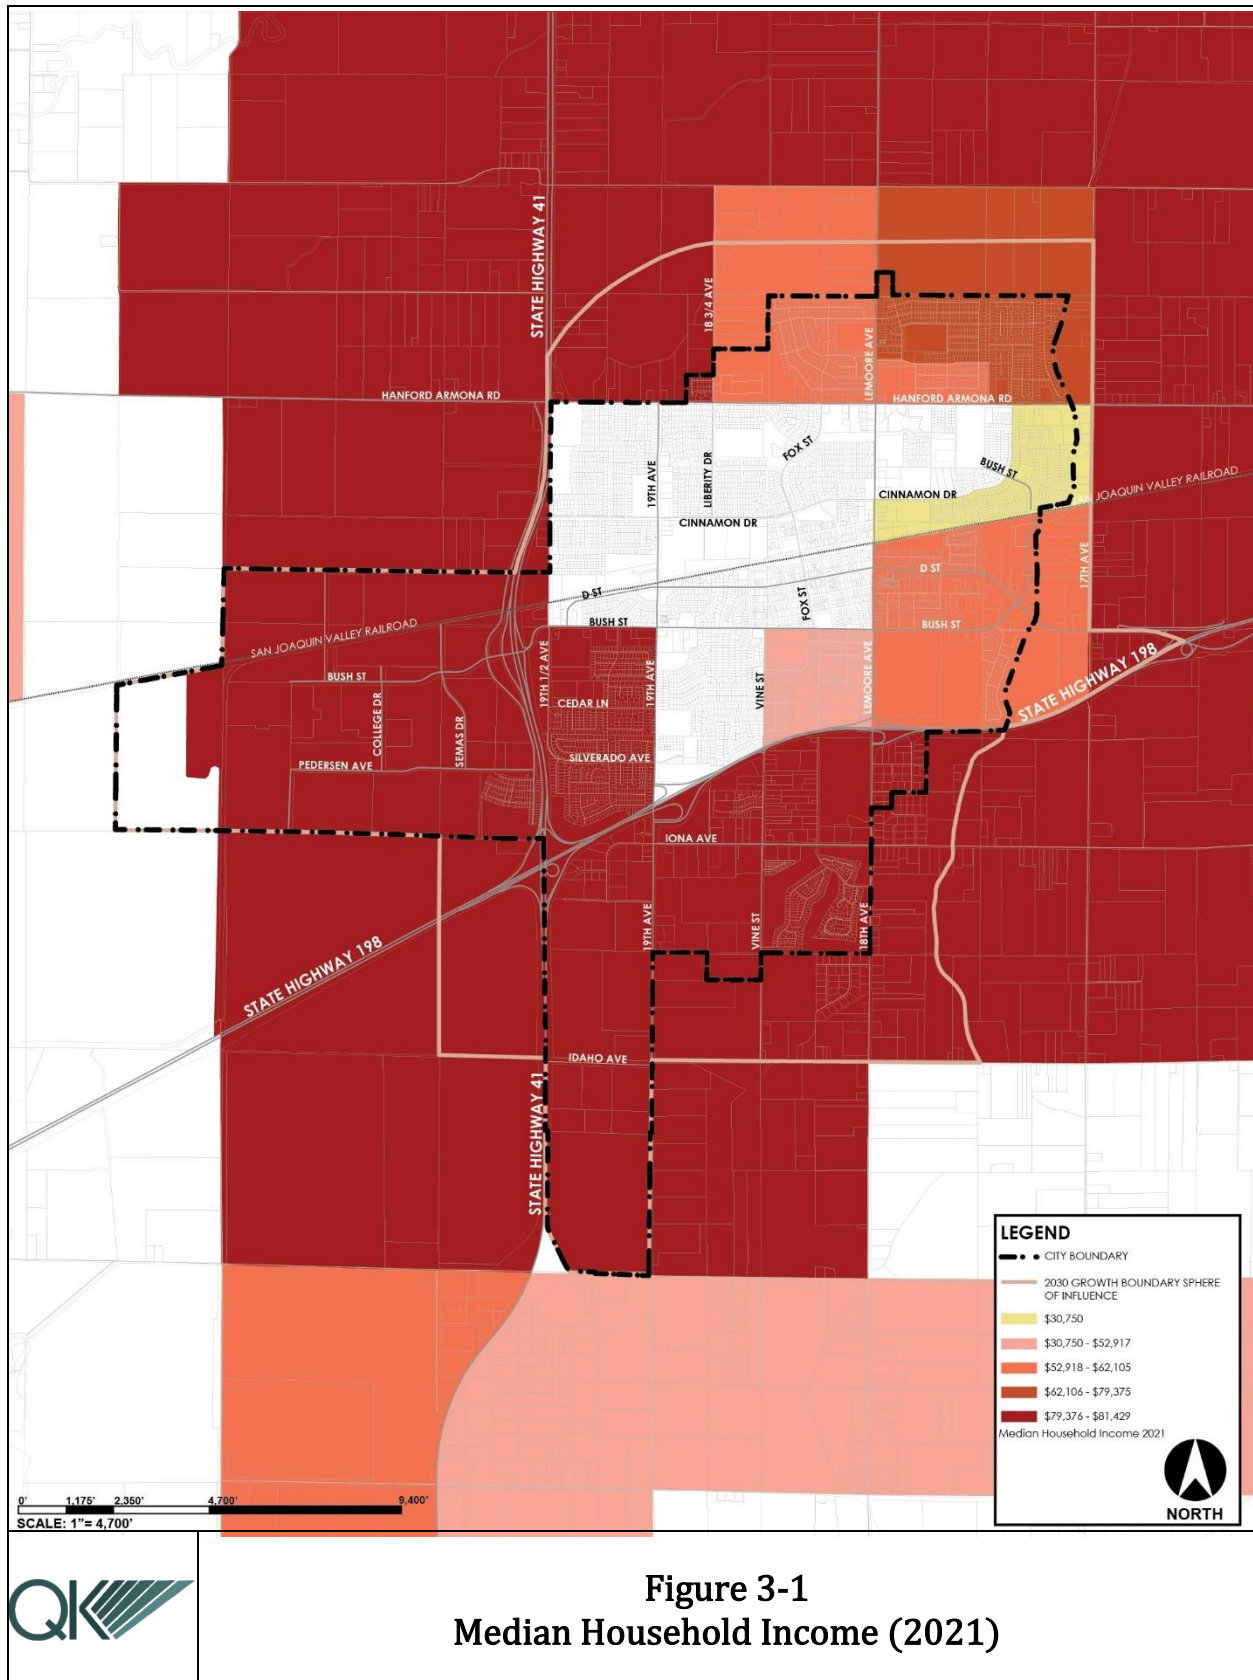 STATE HIGHWAY 41
18 3/4 AVE
LEMOORE AVE
HANFORD ARMONA RD
HANFORD ARMONA RD
FOX ST
19TH AVE
LIBERITY DR
BUSH ST
CINNAMON DR
CINNAMON DR
SAN JOAQUIN VALLEY RAILROAD
17TH AVE
D ST
D ST
FOX ST
BUSH ST
BUSH ST
SAN JOAQUIN VALLEY RAILROAD
BUSH ST
19TH 1/2 AVE
19TH AVE
VINE ST
LEMOORE AVE
STATE HIGHWAY 198
COLLEGE DR
SEMAS DR
CEDAR LN
SILVERADO AVE
PEDERSEN AVE
IONA AVE
19TH AVE
VINE ST
18TH AVE
STATE HIGHWAY 198
IDAHO AVE
STATE HIGHWAY 41
LEGEND
CITY BOUNDARY
2030 GROWTH BOUNDARY SPHERE
OF INFLUENCE
$30,750
$30,750 - $52,917
$52,918 - $62,105
$62,106 - $79,375
$79,376 - $81,429
Median Household Income 2021
NORTH
0' 1,175' 2,350' 4,700' 9,400'
SCALE: 1"= 4,700'
QK
Figure 3-1
Median Household Income (2021)